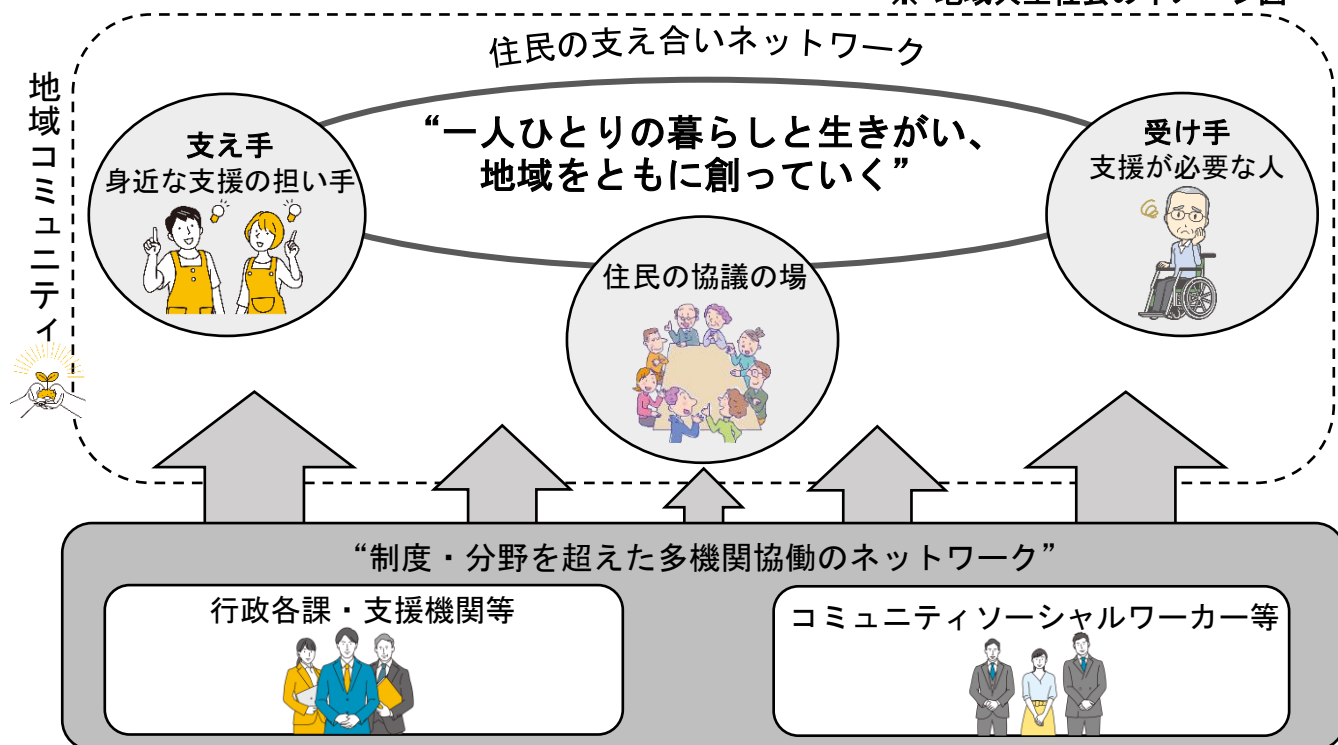 住民の支え合いネットワーク
地域コミュニティ
支え手
身近な支援の担い手
“一人ひとりの暮らしと生きがい、
地域をともに創っていく”
受け手
支援が必要な人
住民の協議の場
“制度・分野を超えた多機関協働のネットワーク”
行政各課・支援機関等
コミュニティソーシャルワーカー等